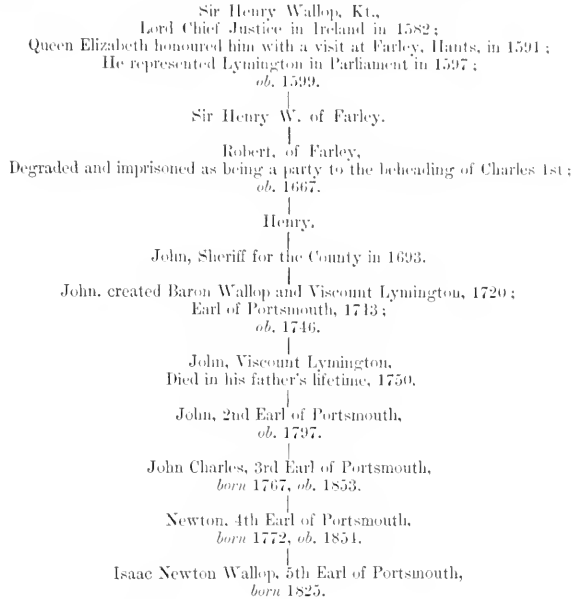 Sir Henry Wallop, Kt.,
Lord Chief Justice in Ireland in 1582;
Queen Elizabeth honoured him with a visit at Farley, Hants, in 1591;
He represented Lymington in Parliament in 1597;
ob. 1599.
Sir Henry W. of Farley.
Robert, of Farley,
Degraded and imprisoned as being a party to the beheading of Charles 1st;
ob. 1667.
Henry.
John, Sheriff for the County in 1693.
John, created Baron Wallop and Viscount Lymington, 1720;
Earl of Portsmouth, 1743;
ob. 1746.
John, Viscount Lymington,
Died in his father's lifetime, 1750.
John, 2nd Earl of Portsmouth,
ob. 1797.
John Charles, 3rd Earl of Portsmouth,
born 1767, ob. 1853.
Newton, 4th Earl of Portsmouth,
born 1772, ob. 1854.
Isaac Newton Wallop, 5th Earl of Portsmouth,
born 1825.